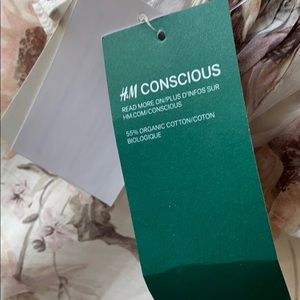 H&M CONSCIOUS
READ MORE ON/PLUS D'INFOS SUR
HM.COM/CONSCIOUS
55% ORGANIC COTTON/COTON
BIOLOGIQUE